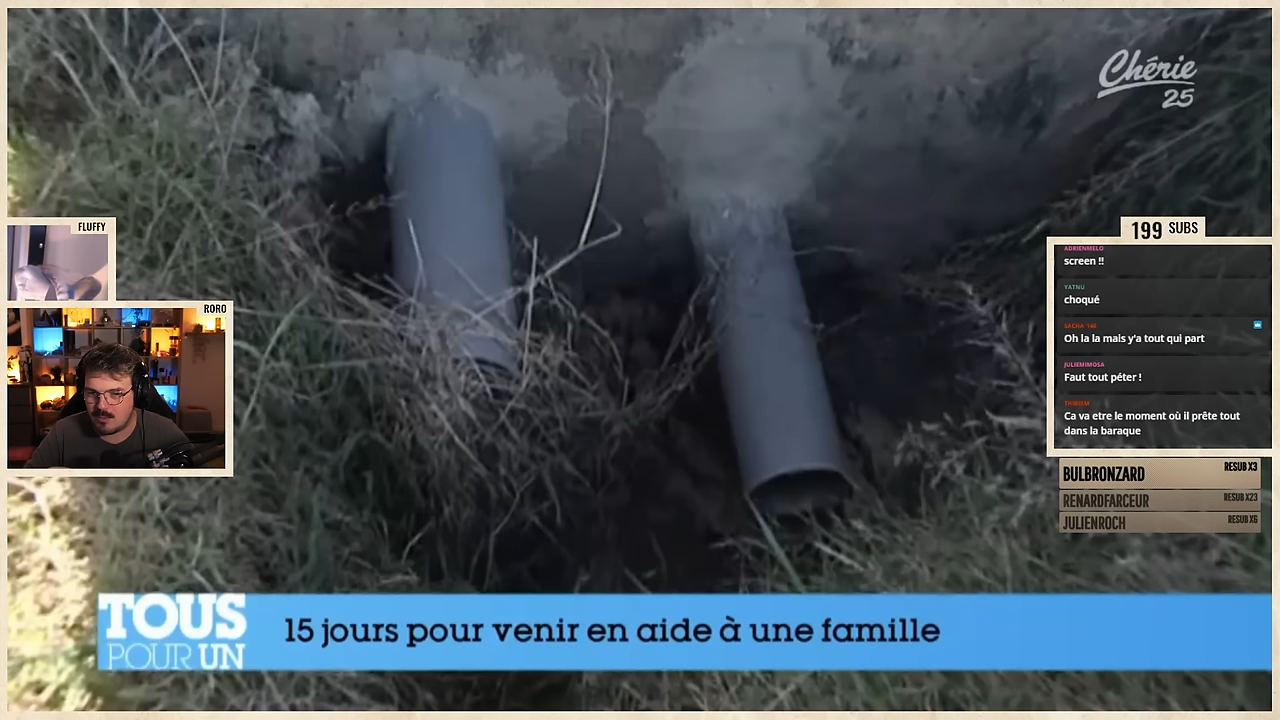 Chérie
25
FLUFFY
RORO
199 SUBS
ADRIENMELO
screen !!
YATNU
choqué
SACHA 166
Oh la la mais y'a tout qui part
JULIEMIMOSA
Faut tout péter !
Ca va etre le moment où il prête tout
dans la baraque
BULBRONZARD RESUB X3
RENARDFARCEUR RESUB X23
JULIENROCH RESUB X6
TOUS
POUR UN
15 jours pour venir en aide à une famille